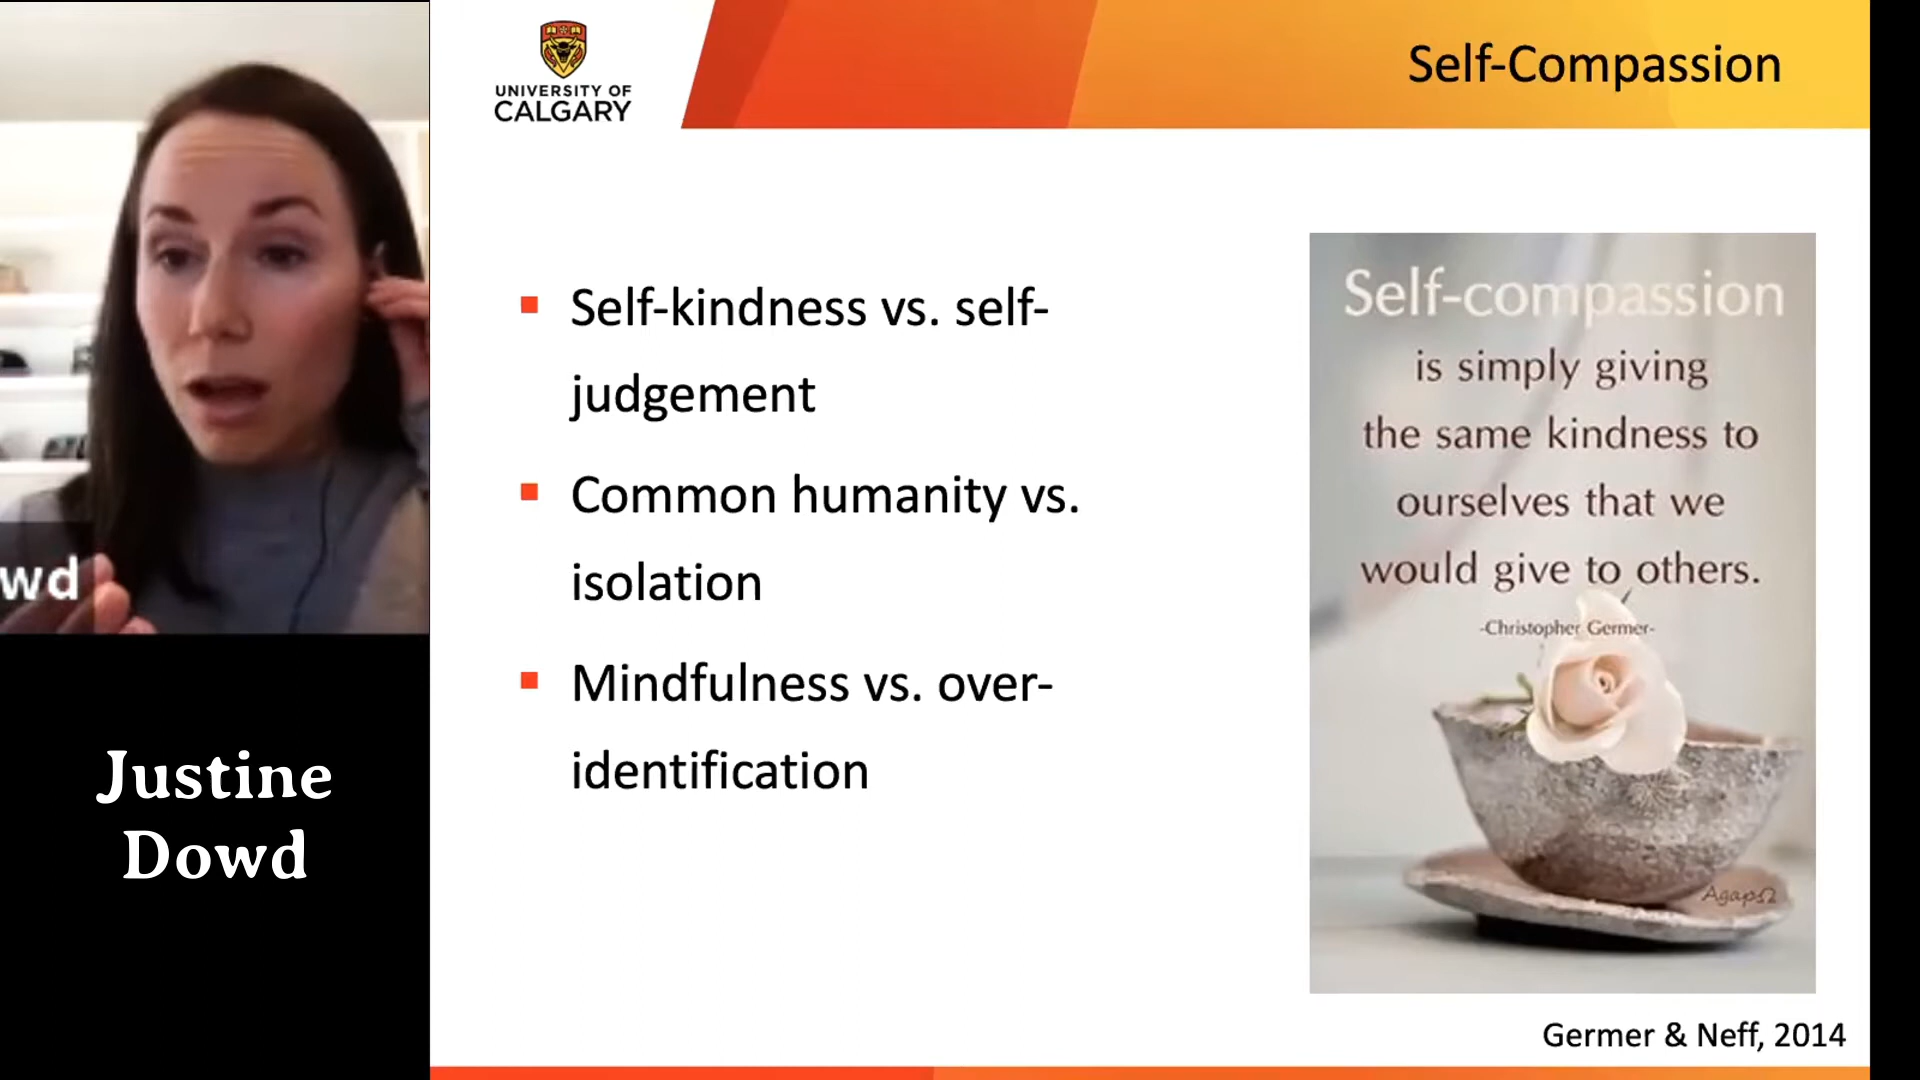 wd
Justine
Dowd
UNIVERSITY OF
CALGARY
Self-Compassion
Self-kindness vs. self-
judgement
Common humanity vs.
isolation
Mindfulness vs. over-
identification
Self-compassion
is simply giving
the same kindness to
ourselves that we
would give to others.
-Christopher Germer-
AgapΩ
Germer & Neff, 2014